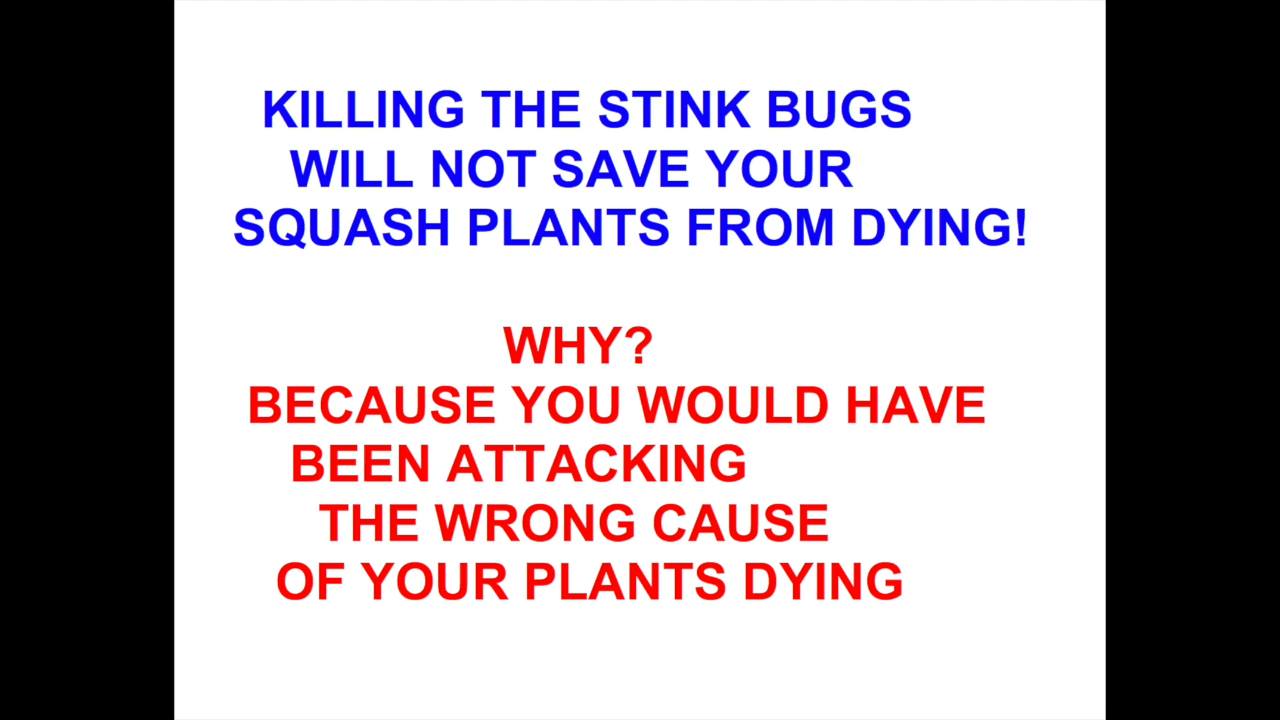 KILLING THE STINK BUGS
WILL NOT SAVE YOUR
SQUASH PLANTS FROM DYING!
WHY?
BECAUSE YOU WOULD HAVE
BEEN ATTACKING
THE WRONG CAUSE
OF YOUR PLANTS DYING